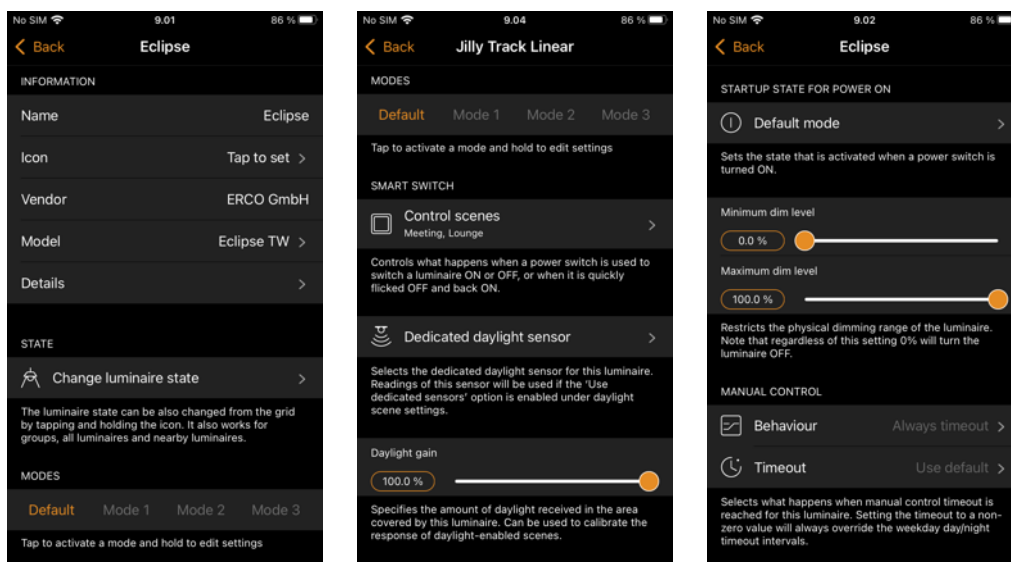 No SIM 9.01 86 %
Back Eclipse
INFORMATION
Name Eclipse
Icon Tap to set
Vendor ERCO GmbH
Model Eclipse TW
Details
STATE
Change luminaire state
The luminaire state can be also changed from the grid
by tapping and holding the icon. It also works for
groups, all luminaires and nearby luminaires.
MODES
Default Mode 1 Mode 2 Mode 3
Tap to activate a mode and hold to edit settings
No SIM 9.04 86 %
Back Jilly Track Linear
MODES
Default Mode 1 Mode 2 Mode 3
Tap to activate a mode and hold to edit settings
SMART SWITCH
Control scenes
Meeting, Lounge
Controls what happens when a power switch is used to
switch a luminaire ON or OFF, or when it is quickly
flicked OFF and back ON.
Dedicated daylight sensor
Selects the dedicated daylight sensor for this luminaire.
Readings of this sensor will be used if the 'Use
dedicated sensors' option is enabled under daylight
scene settings.
Daylight gain
100.0 %
Specifies the amount of daylight received in the area
covered by this luminaire. Can be used to calibrate the
response of daylight-enabled scenes.
No SIM 9.02 86 %
Back Eclipse
STARTUP STATE FOR POWER ON
Default mode
Sets the state that is activated when a power switch is
turned ON.
Minimum dim level
0.0 %
Maximum dim level
100.0 %
Restricts the physical dimming range of the luminaire.
Note that regardless of this setting 0% will turn the
luminaire OFF.
MANUAL CONTROL
Behaviour Always timeout
Timeout Use default
Selects what happens when manual control timeout is
reached for this luminaire. Setting the timeout to a non-
zero value will always override the weekday day/night
timeout intervals.